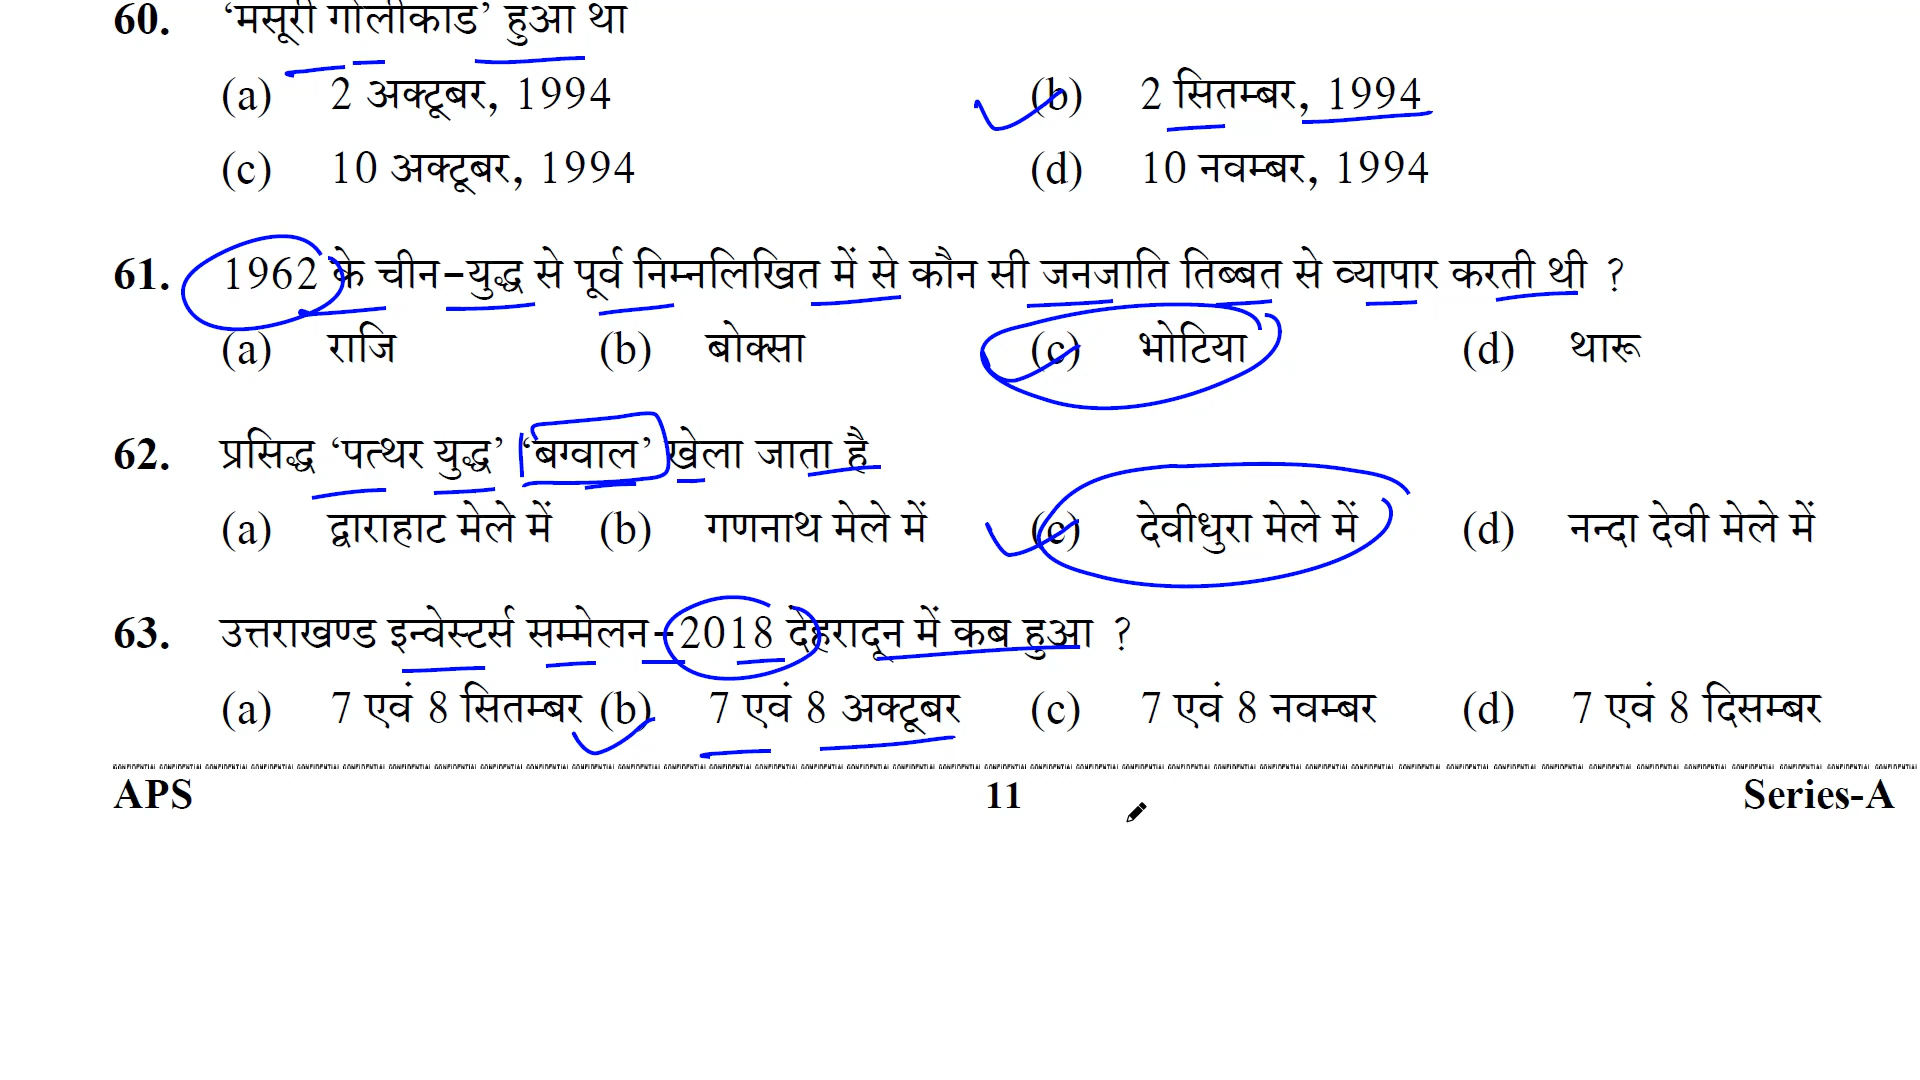 60. ‘मसूरी गोलीकांड’ हुआ था
(a) 2 अक्टूबर, 1994 (b) 2 सितम्बर, 1994
(c) 10 अक्टूबर, 1994 (d) 10 नवम्बर, 1994
61. 1962 के चीन-युद्ध से पूर्व निम्नलिखित में से कौन सी जनजाति तिब्बत से व्यापार करती थी ?
(a) राजि (b) बोक्सा (c) भोटिया (d) थारू
62. प्रसिद्ध ‘पत्थर युद्ध’ ‘बग्वाल’ खेला जाता है
(a) द्वाराहाट मेले में (b) गणनाथ मेले में (c) देवीधुरा मेले में (d) नन्दा देवी मेले में
63. उत्तराखण्ड इन्वेस्टर्स सम्मेलन-2018 देहरादून में कब हुआ ?
(a) 7 एवं 8 सितम्बर (b) 7 एवं 8 अक्टूबर (c) 7 एवं 8 नवम्बर (d) 7 एवं 8 दिसम्बर
APS 11 Series-A